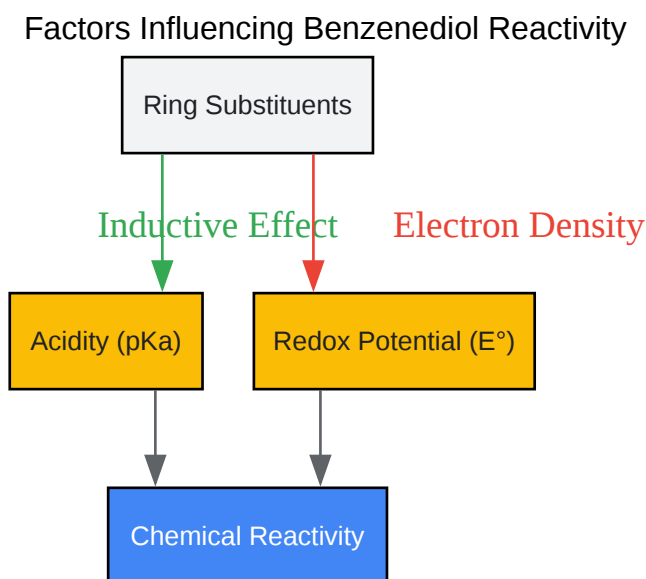 Factors Influencing Benzenediol Reactivity
Ring Substituents
Inductive Effect
Electron Density
Acidity (pKa)
Redox Potential (E°)
Chemical Reactivity